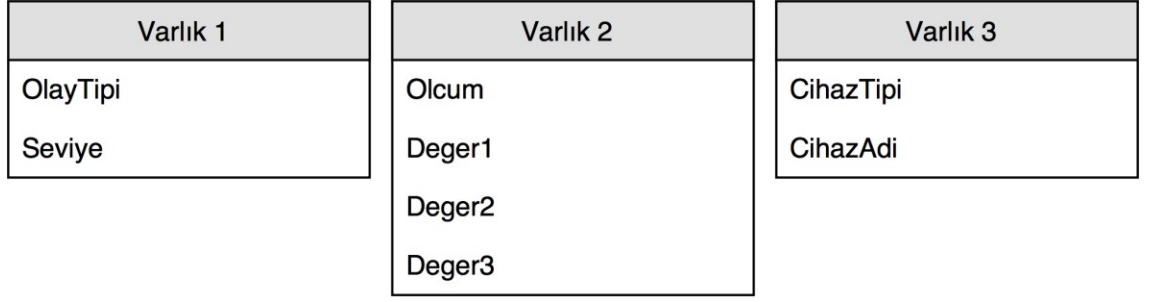 Varlık 1
OlayTipi
Seviye
Varlık 2
Olcum
Deger1
Deger2
Deger3
Varlık 3
CihazTipi
CihazAdi